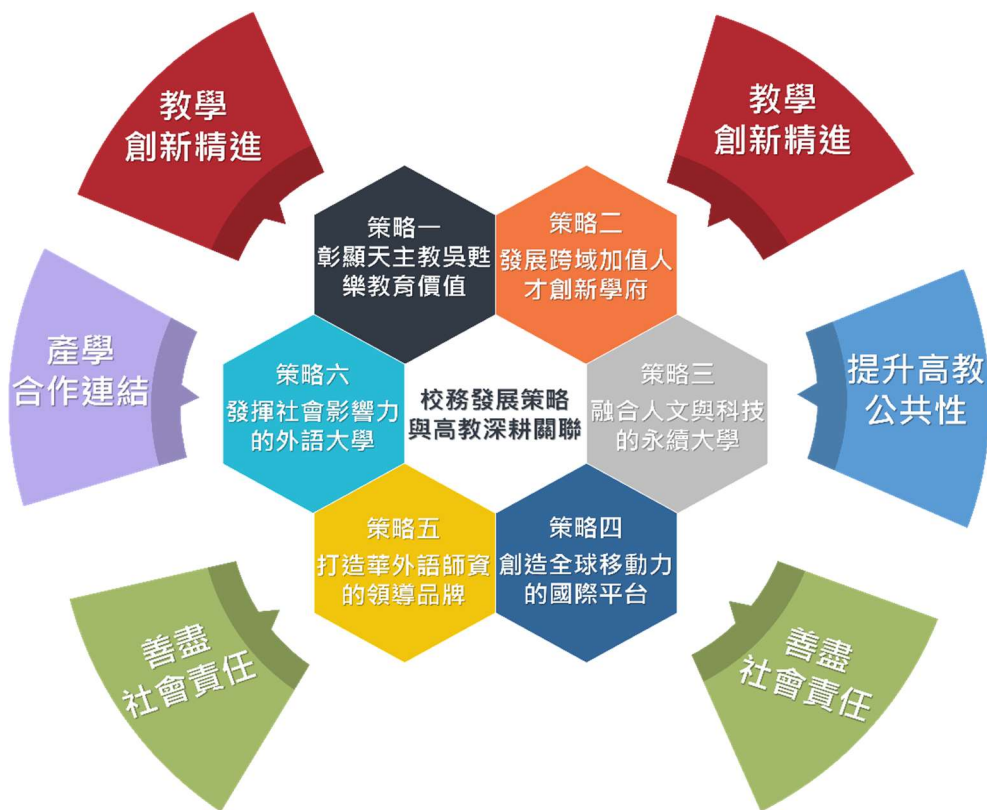 教學
創新精進
教學
創新精進
策略一
彰顯天主教吳甦
樂教育價值
策略二
發展跨域加值人
才創新學府
產學
合作連結
策略六
發揮社會影響力
的外語大學
校務發展策略
與高教深耕關聯
策略三
融合人文與科技
的永續大學
提升高教
公共性
策略五
打造華外語師資
的領導品牌
策略四
創造全球移動力
的國際平台
善盡
社會責任
善盡
社會責任